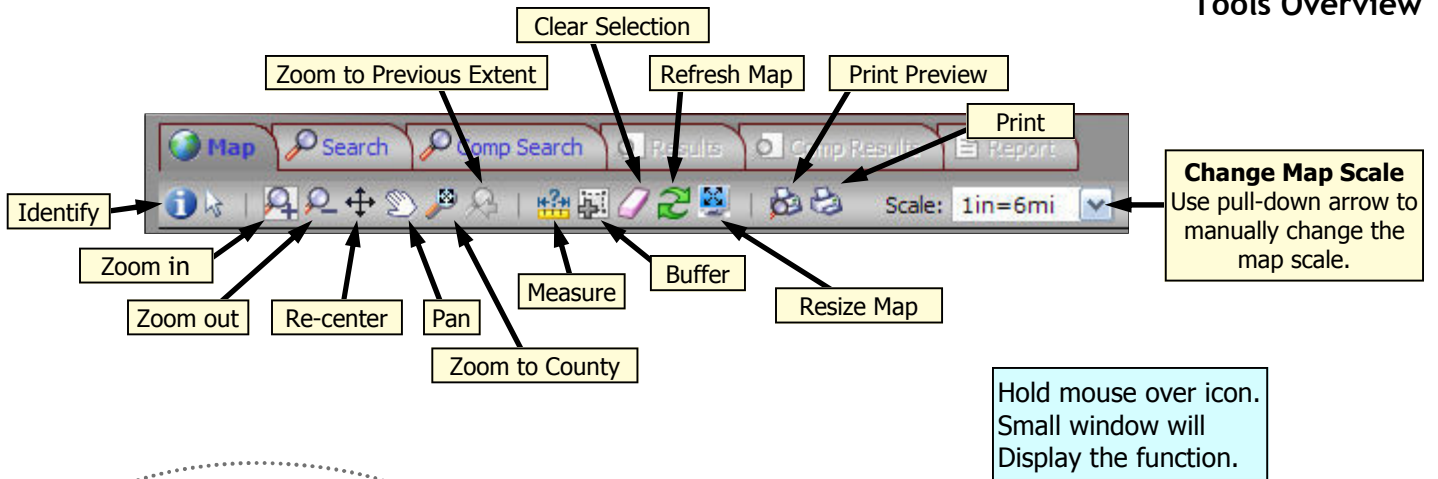 Tools Overview
Clear Selection
Zoom to Previous Extent
Refresh Map
Print Preview
Print
Map
Search
Comp Search
Results
Comp Results
Report
Identify
Scale: 1in=6mi
Change Map Scale
Use pull-down arrow to
manually change the
map scale.
Zoom in
Zoom out
Re-center
Pan
Measure
Buffer
Resize Map
Zoom to County
Hold mouse over icon.
Small window will
Display the function.